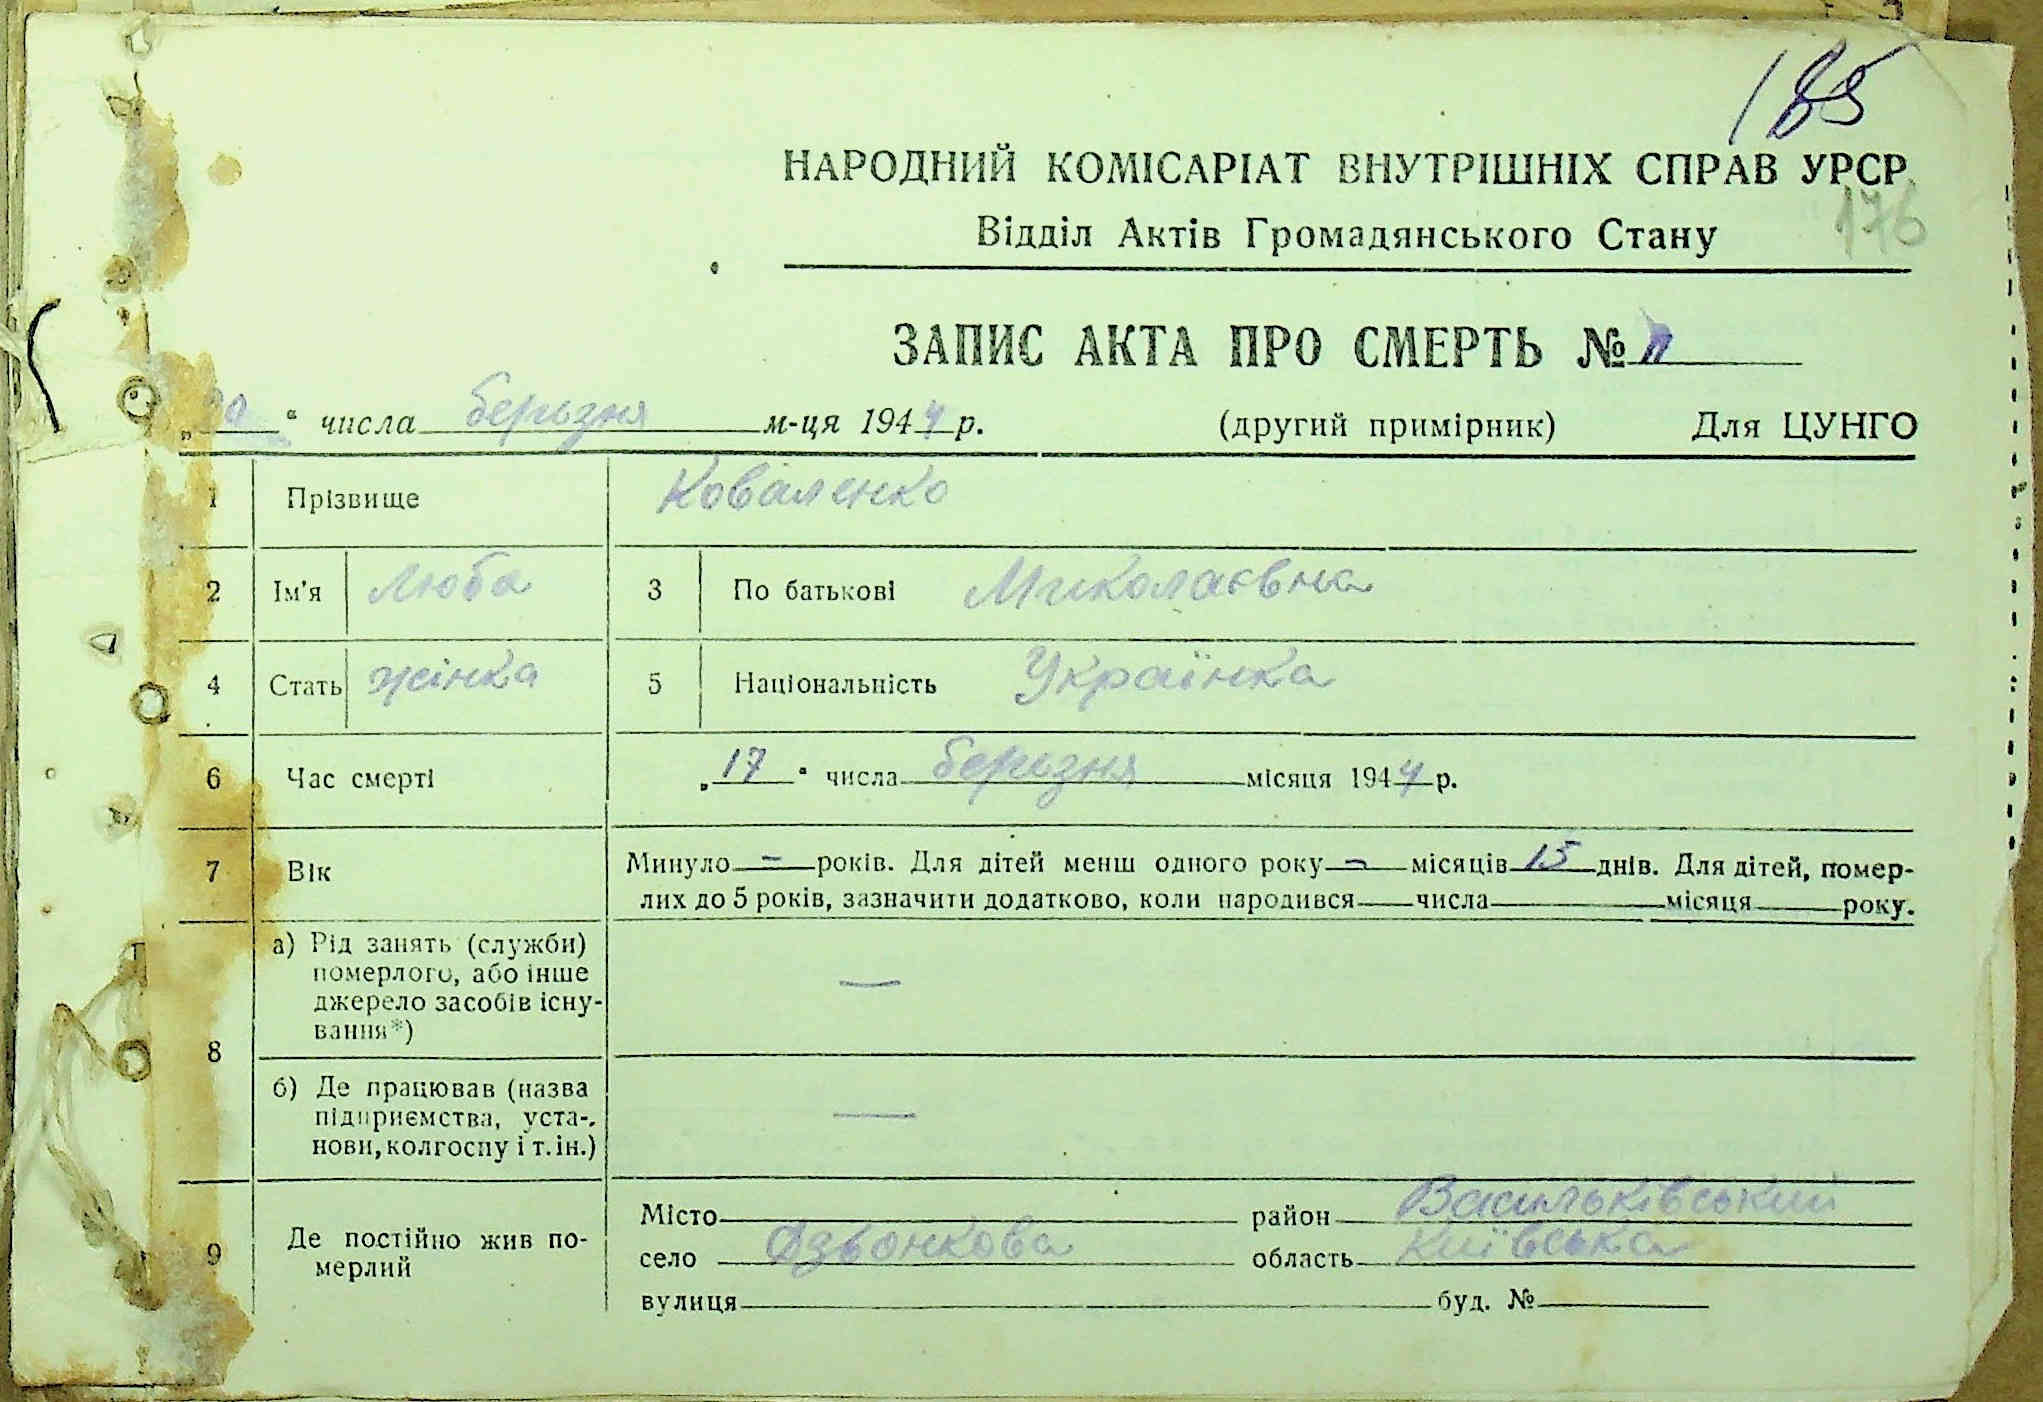 185
НАРОДНИЙ КОМІСАРІАТ ВНУТРІШНІХ СПРАВ УРСР
176
Відділ Актів Громадянського Стану
ЗАПИС АКТА ПРО СМЕРТЬ №
„ " числа березня м-ця 1944 р. (другий примірник) Для ЦУНГО
1 Прізвище Коваленко
2 Ім'я Люба 3 По батькові Миколаєвна
4 Стать жінка 5 Національність Українка
6 Час смерті „17" числа березня місяця 1944 р.
7 Вік Минуло - років. Для дітей менш одного року - місяців 15 днів. Для дітей, помер-
лих до 5 років, зазначити додатково, коли народився числа місяця року.
8 а) Рід занять (служби)
померлого, або інше
джерело засобів існу-
вання*) —
б) Де працював (назва
підприємства, уста-
нови, колгоспу і т. ін.) —
9 Де постійно жив по-
мерлий
Місто район Васильківський
село Дзвонкова область Київська
вулиця буд. №